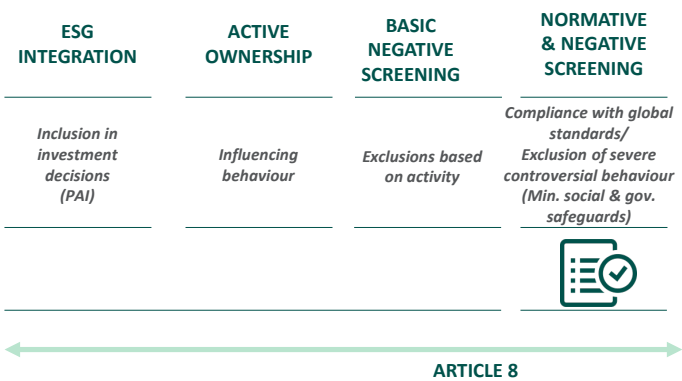 ESG
INTEGRATION
ACTIVE
OWNERSHIP
BASIC
NEGATIVE
SCREENING
NORMATIVE
& NEGATIVE
SCREENING
Inclusion in
investment
decisions
(PAI)
Influencing
behaviour
Exclusions based
on activity
Compliance with global
standards/
Exclusion of severe
controversial behaviour
(Min. social & gov.
safeguards)
ARTICLE 8